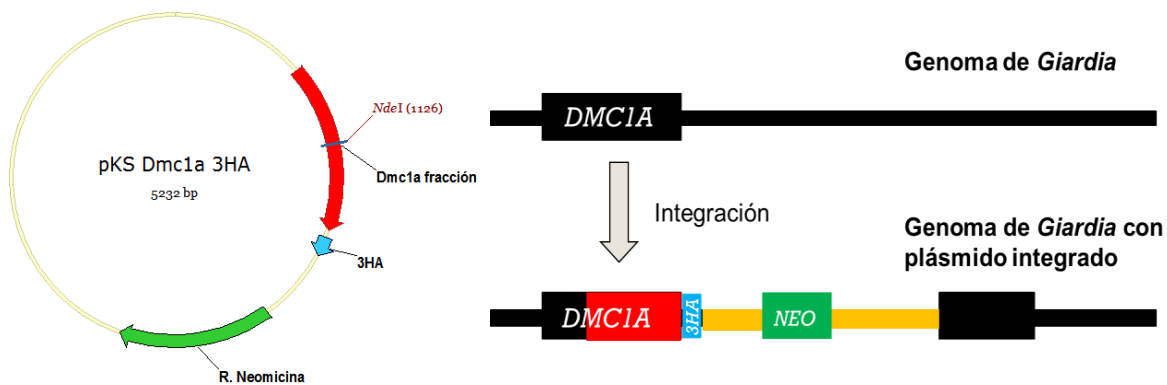 NdeI (1126)
pKS Dmc1a 3HA
5232 bp
Dmc1a fracción
3HA
R. Neomicina
Genoma de Giardia
DMC1A
Integración
Genoma de Giardia con
plásmido integrado
DMC1A
3HA
NEO